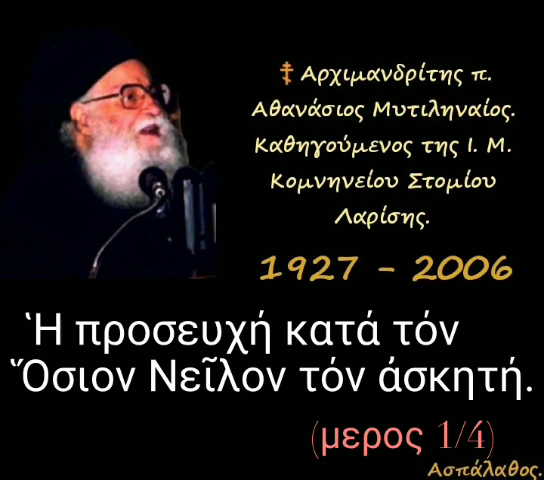 ☦ Αρχιμανδρίτης π.
Αθανάσιος Μυτιληναίος.
Καθηγούμενος της Ι. Μ.
Κομνηνείου Στομίου
Λαρίσης.
1927 - 2006
Ἡ προσευχή κατά τόν
Ὅσιον Νεῖλον τόν ἀσκητή.
(μερος 1/4)
Ασπάλαθος.